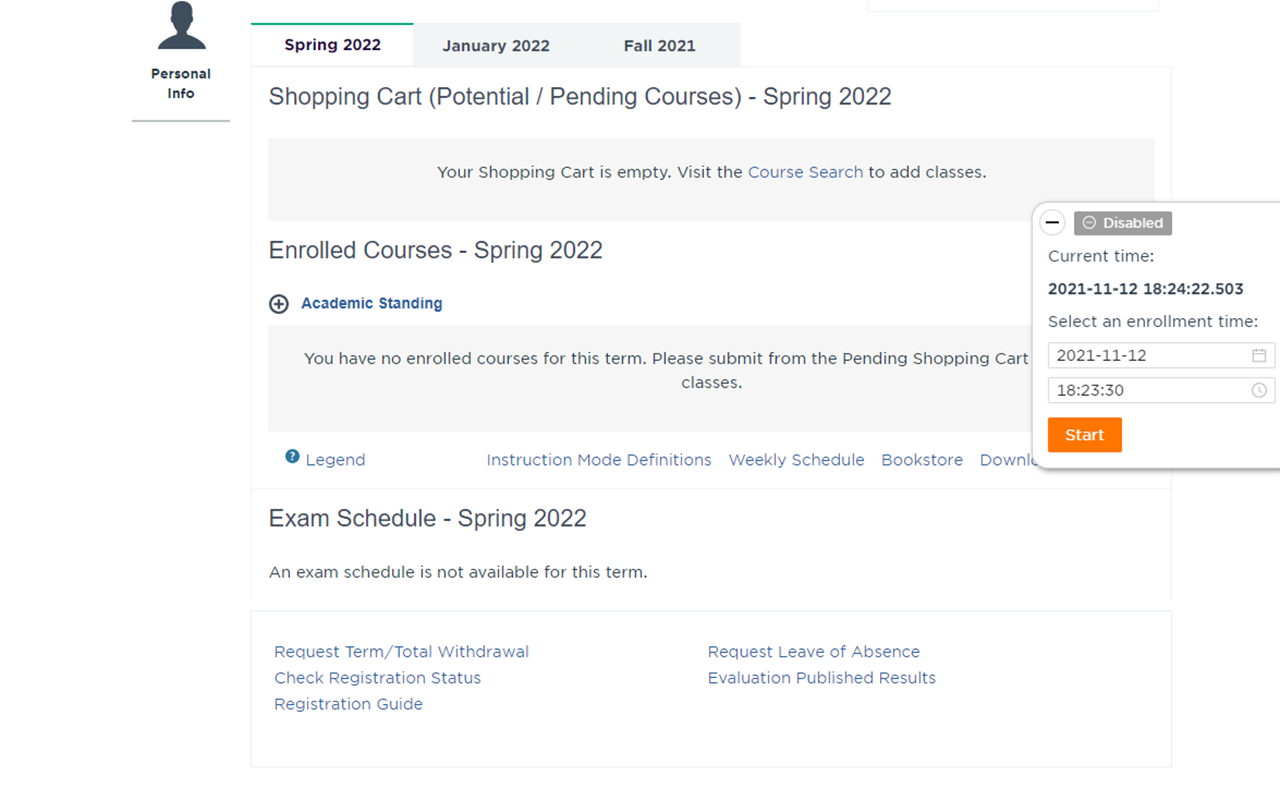 Personal
Info
Spring 2022
January 2022
Fall 2021
Shopping Cart (Potential / Pending Courses) - Spring 2022
Your Shopping Cart is empty. Visit the Course Search to add classes.
Enrolled Courses - Spring 2022
Academic Standing
You have no enrolled courses for this term. Please submit from the Pending Shopping Cart
classes.
? Legend
Instruction Mode Definitions
Weekly Schedule
Bookstore
Disabled
Current time:
2021-11-12 18:24:22.503
Select an enrollment time:
2021-11-12
18:23:30
Start
Exam Schedule - Spring 2022
An exam schedule is not available for this term.
Request Term/Total Withdrawal
Check Registration Status
Registration Guide
Request Leave of Absence
Evaluation Published Results